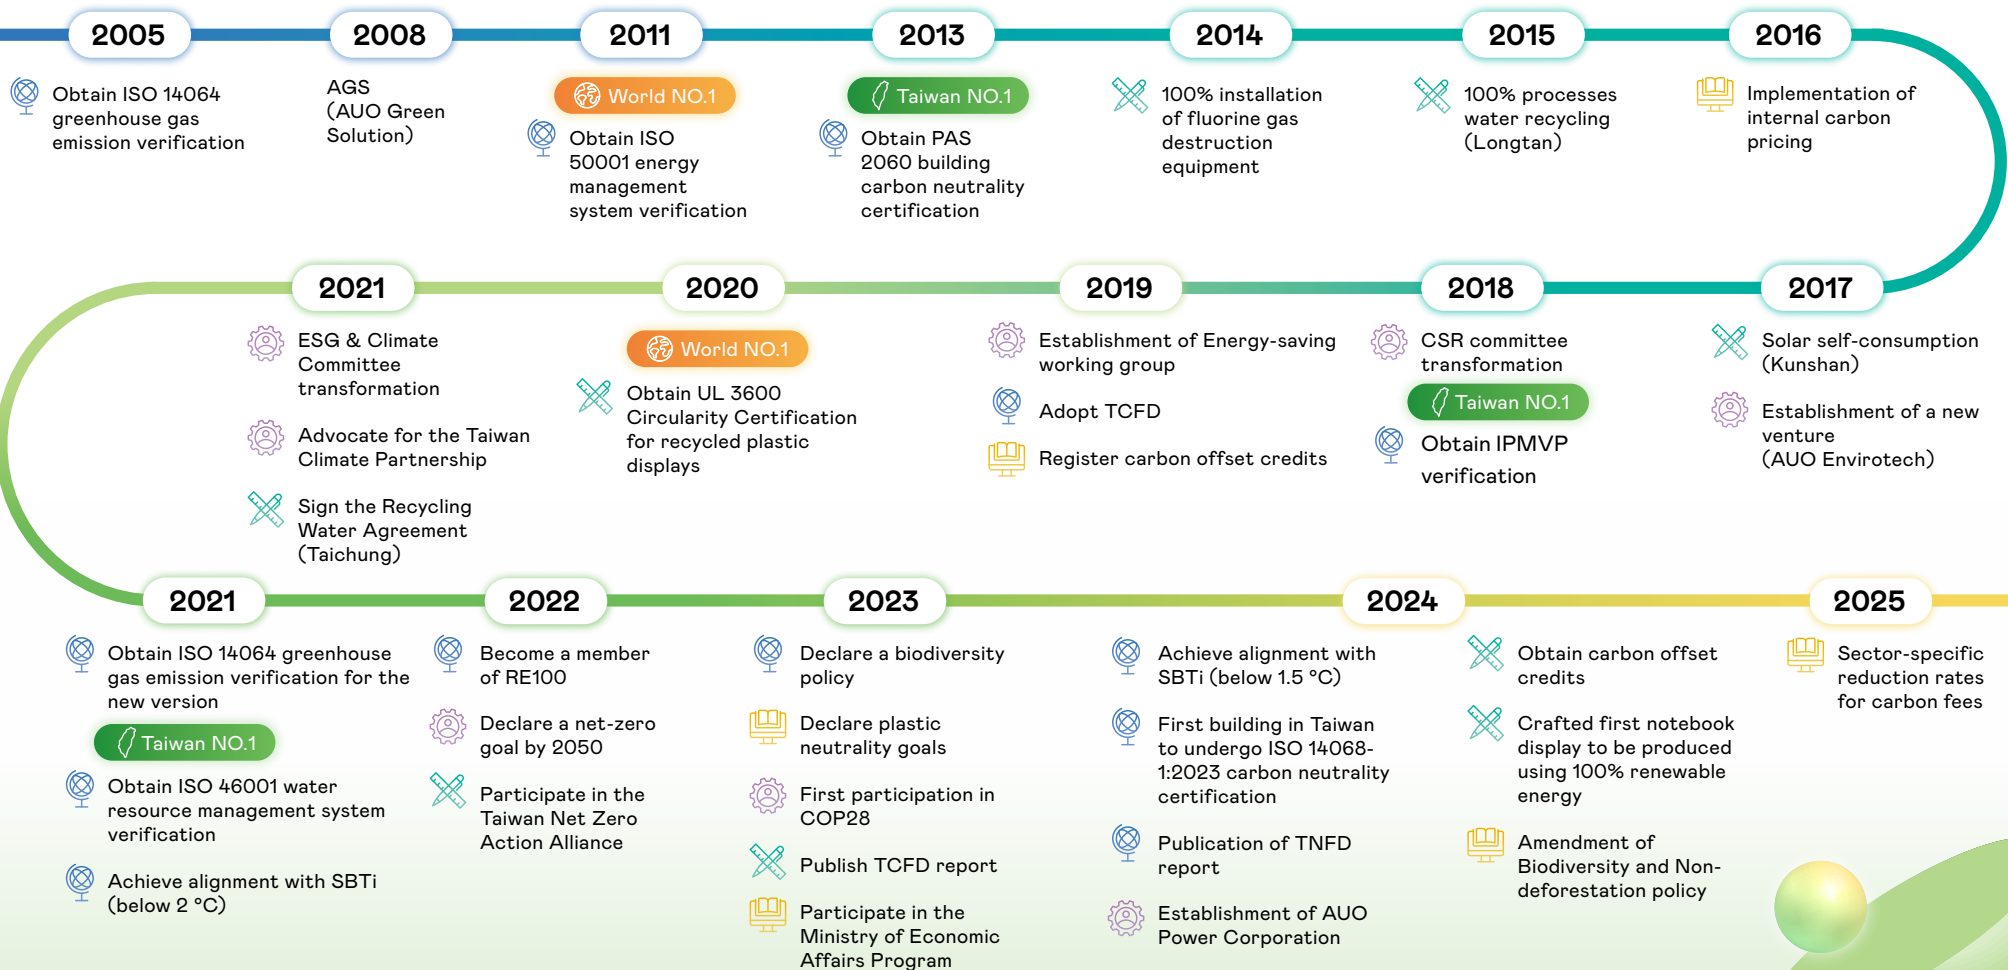 2005
Obtain ISO 14064
greenhouse gas
emission verification
2008
AGS
(AUO Green
Solution)
2011
World NO.1
Obtain ISO
50001 energy
management
system verification
2013
Taiwan NO.1
Obtain PAS
2060 building
carbon neutrality
certification
2014
100% installation
of fluorine gas
destruction
equipment
2015
100% processes
water recycling
(Longtan)
2016
Implementation of
internal carbon
pricing
2017
Solar self-consumption
(Kunshan)
Establishment of a new
venture
(AUO Envirotech)
2018
CSR committee
transformation
Taiwan NO.1
Obtain IPMVP
verification
2019
Establishment of Energy-saving
working group
Adopt TCFD
Register carbon offset credits
2020
World NO.1
Obtain UL 3600
Circularity Certification
for recycled plastic
displays
2021
ESG & Climate
Committee
transformation
Advocate for the Taiwan
Climate Partnership
Sign the Recycling
Water Agreement
(Taichung)
2021
Obtain ISO 14064 greenhouse
gas emission verification for the
new version
Taiwan NO.1
Obtain ISO 46001 water
resource management system
verification
Achieve alignment with SBTi
(below 2 °C)
2022
Become a member
of RE100
Declare a net-zero
goal by 2050
Participate in the
Taiwan Net Zero
Action Alliance
2023
Declare a biodiversity
policy
Declare plastic
neutrality goals
First participation in
COP28
Publish TCFD report
Participate in the
Ministry of Economic
Affairs Program
2024
Achieve alignment with
SBTi (below 1.5 °C)
First building in Taiwan
to undergo ISO 14068-
1:2023 carbon neutrality
certification
Publication of TNFD
report
Establishment of AUO
Power Corporation
Obtain carbon offset
credits
Crafted first notebook
display to be produced
using 100% renewable
energy
Amendment of
Biodiversity and Non-
deforestation policy
2025
Sector-specific
reduction rates
for carbon fees